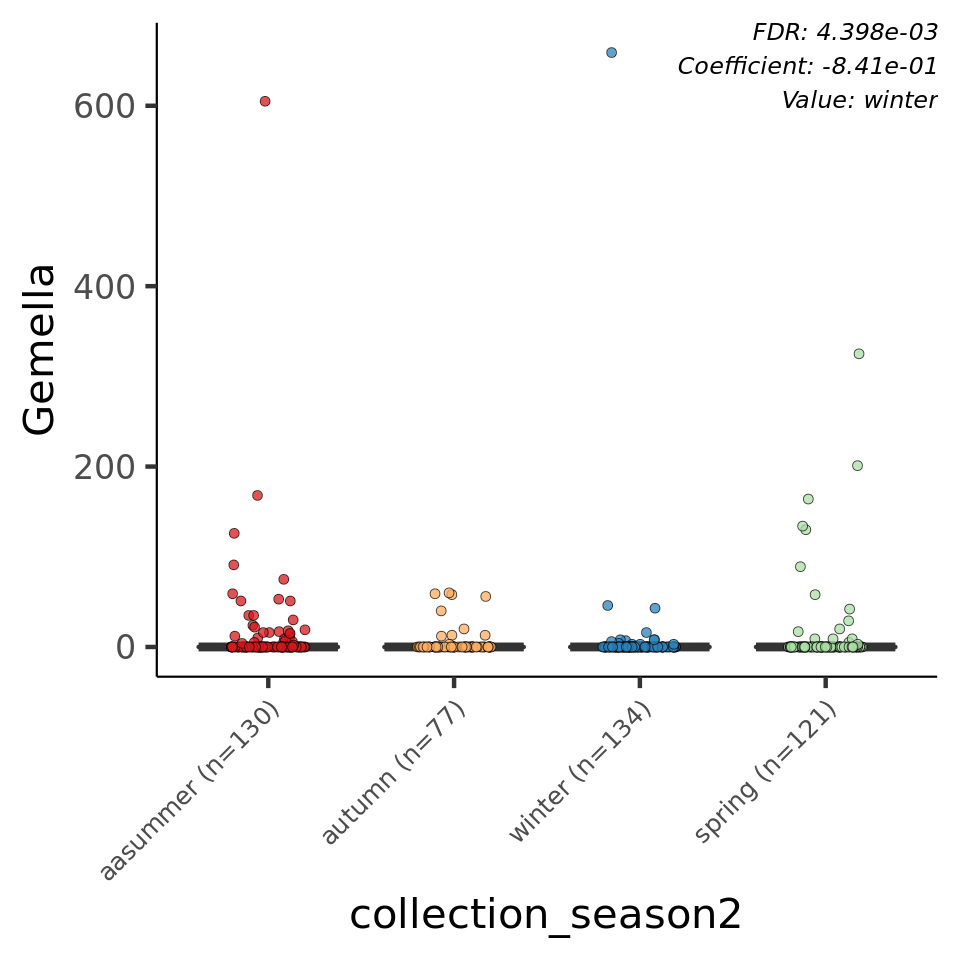 FDR: 4.398e-03
Coefficient: -8.41e-01
Value: winter
Gemella
600
400
200
0
aasummer (n=130)
autumn (n=77)
winter (n=134)
spring (n=121)
collection_season2